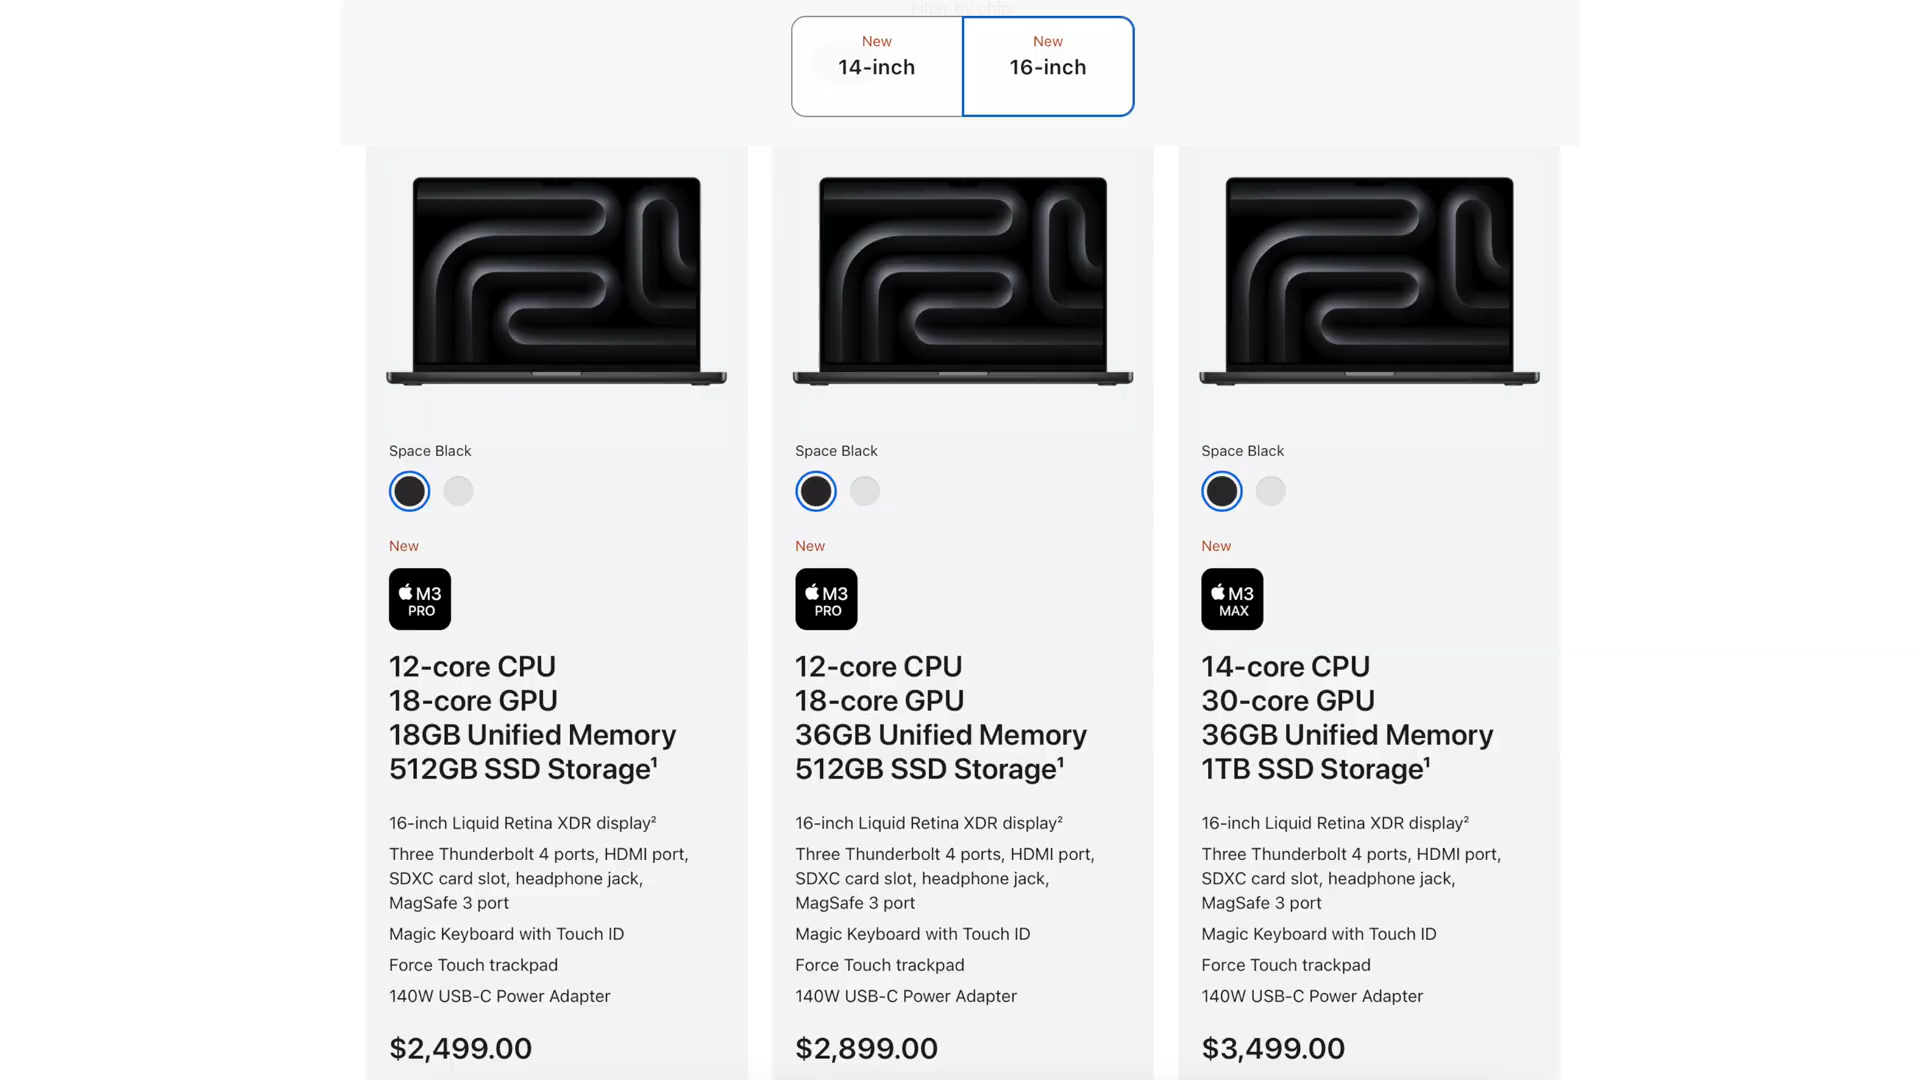 Filter by chip:
New
14-inch
New
16-inch
Space Black
New
M3
PRO
12-core CPU
18-core GPU
18GB Unified Memory
512GB SSD Storage¹
16-inch Liquid Retina XDR display²
Three Thunderbolt 4 ports, HDMI port,
SDXC card slot, headphone jack,
MagSafe 3 port
Magic Keyboard with Touch ID
Force Touch trackpad
140W USB-C Power Adapter
$2,499.00
Space Black
New
M3
PRO
12-core CPU
18-core GPU
36GB Unified Memory
512GB SSD Storage¹
16-inch Liquid Retina XDR display²
Three Thunderbolt 4 ports, HDMI port,
SDXC card slot, headphone jack,
MagSafe 3 port
Magic Keyboard with Touch ID
Force Touch trackpad
140W USB-C Power Adapter
$2,899.00
Space Black
New
M3
MAX
14-core CPU
30-core GPU
36GB Unified Memory
1TB SSD Storage¹
16-inch Liquid Retina XDR display²
Three Thunderbolt 4 ports, HDMI port,
SDXC card slot, headphone jack,
MagSafe 3 port
Magic Keyboard with Touch ID
Force Touch trackpad
140W USB-C Power Adapter
$3,499.00